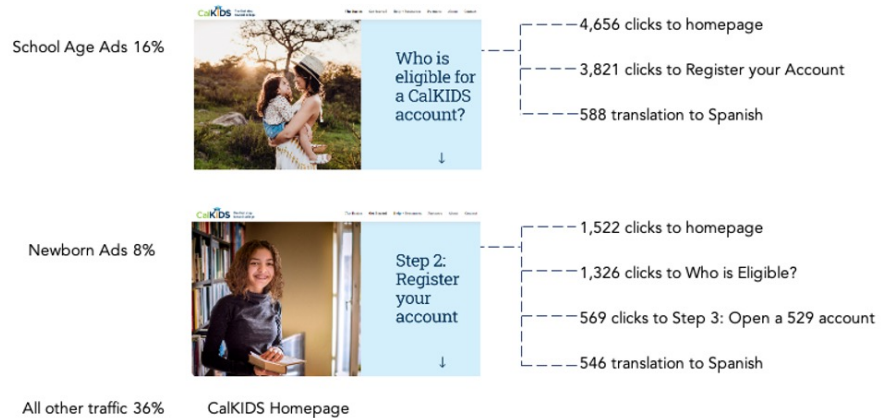 CalKIDS
School Age Ads 16%
Who is
eligible for
a CalKIDS
account?
4,656 clicks to homepage
3,821 clicks to Register your Account
588 translation to Spanish
CalKIDS
Newborn Ads 8%
Step 2:
Register
your
account
1,522 clicks to homepage
1,326 clicks to Who is Eligible?
569 clicks to Step 3: Open a 529 account
546 translation to Spanish
All other traffic 36% CalKIDS Homepage